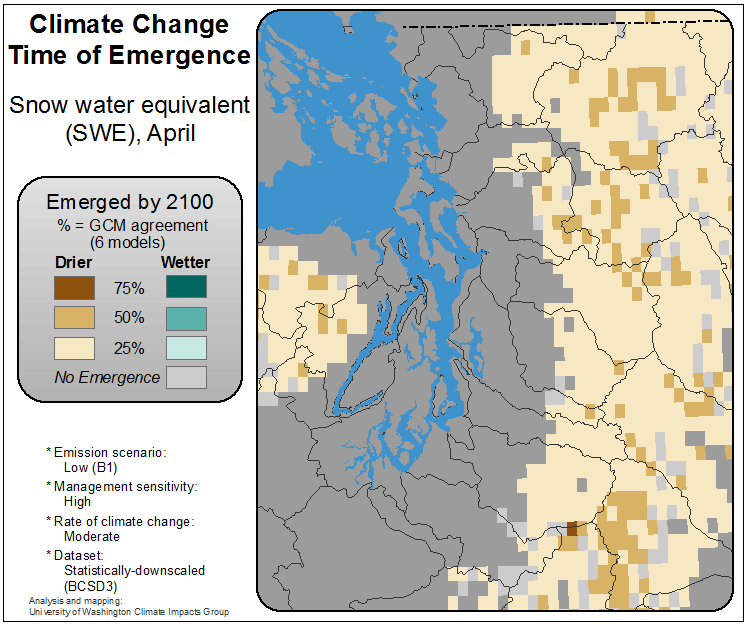 Climate Change
Time of Emergence
Snow water equivalent
(SWE), April
Emerged by 2100
% = GCM agreement
(6 models)
Drier Wetter
75%
50%
25%
No Emergence
* Emission scenario:
Low (B1)
* Management sensitivity:
High
* Rate of climate change:
Moderate
* Dataset:
Statistically-downscaled
(BCSD3)
Analysis and mapping:
University of Washington Climate Impacts Group